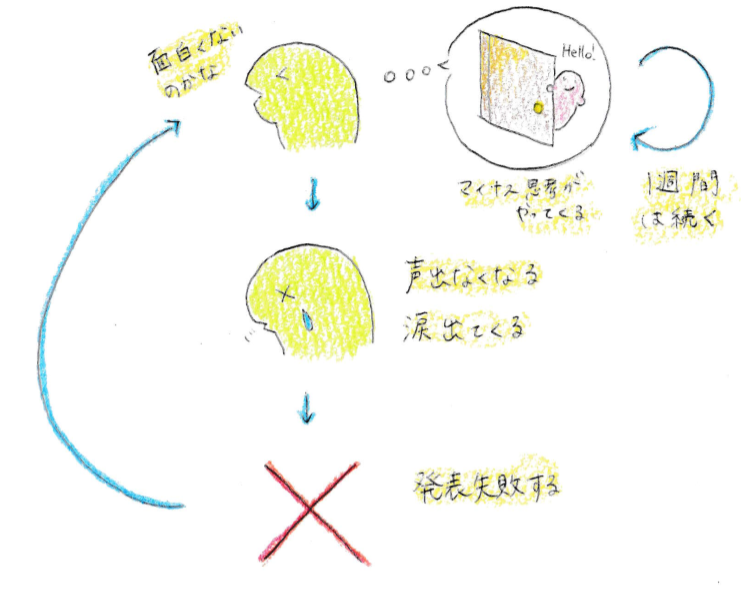 面白くない
のかな
Hello!
マイナス思考が
やってくる
1週間
は続く
声出なくなる
涙出てくる
発表失敗する